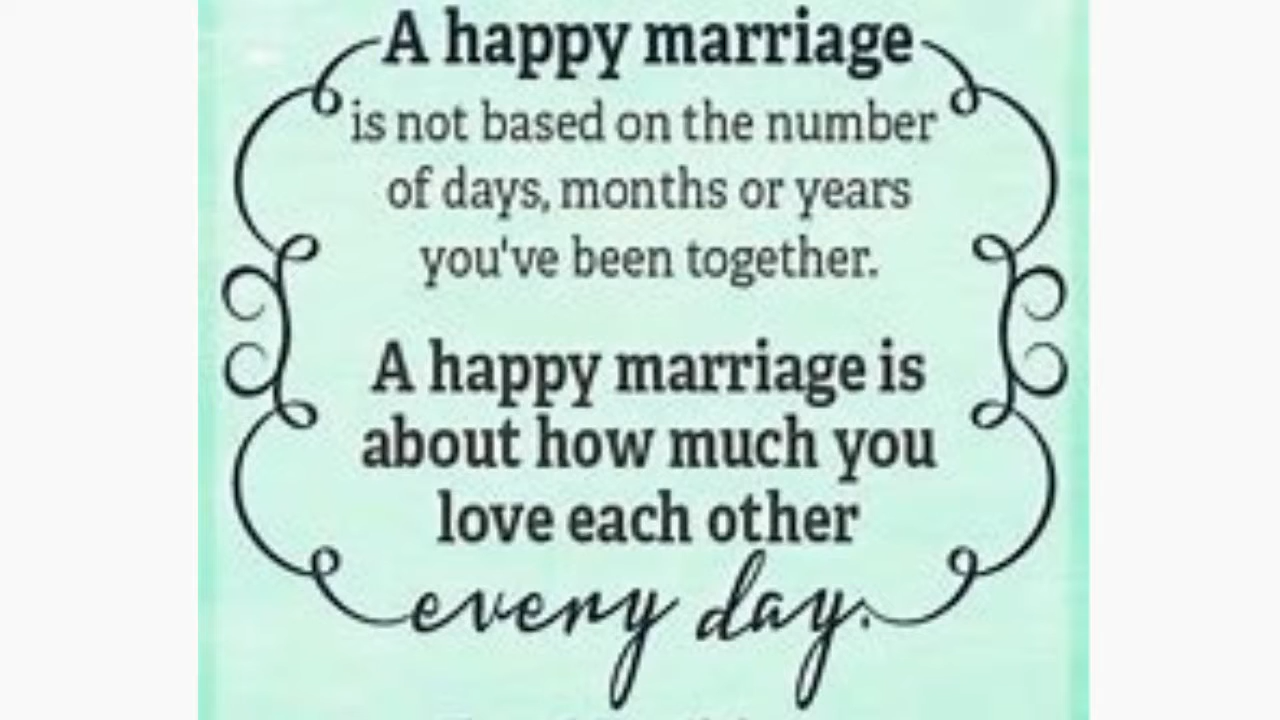 A happy marriage
is not based on the number
of days, months or years
you've been together.
A happy marriage is
about how much you
love each other
every day.